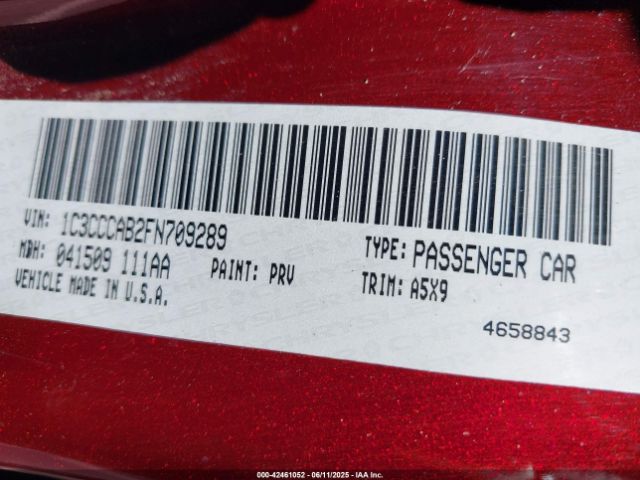 VIN: 1C3CCCAB2FN709289
MDH: 041509 111AA
PAINT: PRV
VEHICLE MADE IN U.S.A.
TYPE: PASSENGER CAR
TRIM: A5X9
4658843
000-42461052 - 06/11/2025 - IAA Inc.